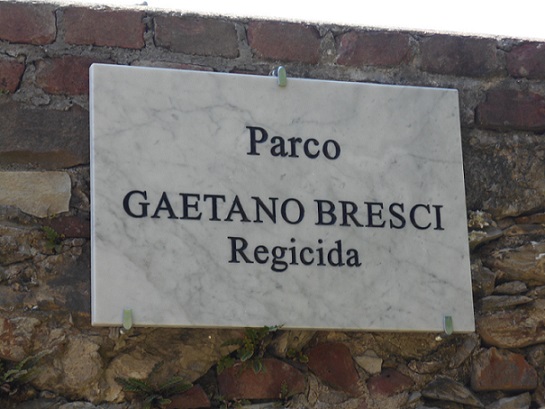 Parco
GAETANO BRESCI
Regicida